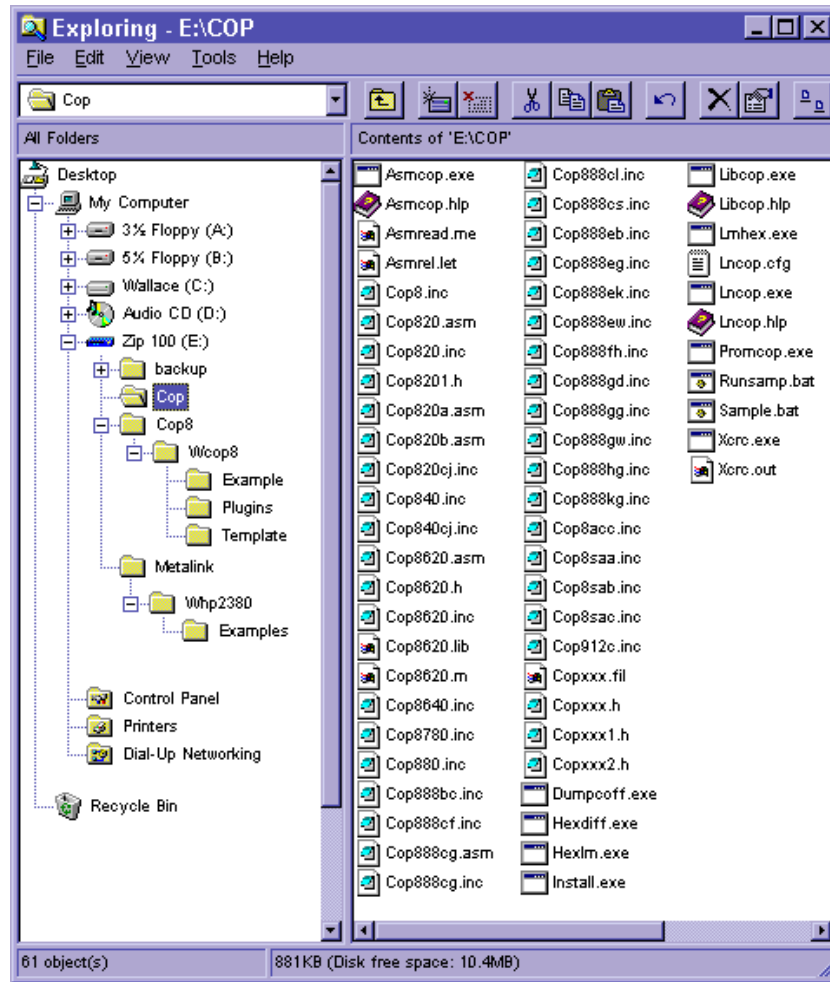 Exploring - E:\COP
File Edit View Tools Help
Cop
All Folders
Contents of 'E:\COP'
Desktop
My Computer
3½ Floppy (A:)
5¼ Floppy (B:)
Wallace (C:)
Audio CD (D:)
Zip 100 (E:)
backup
Cop
Cop8
Wcop8
Example
Plugins
Template
Metalink
Whp2380
Examples
Control Panel
Printers
Dial-Up Networking
Recycle Bin
Asmcop.exe
Asmcop.hlp
Asmread.me
Asmrel.let
Cop8.inc
Cop820.asm
Cop820.inc
Cop8201.h
Cop820a.asm
Cop820b.asm
Cop820cj.inc
Cop840.inc
Cop840cj.inc
Cop8620.asm
Cop8620.h
Cop8620.inc
Cop8620.lib
Cop8620.m
Cop8640.inc
Cop8780.inc
Cop880.inc
Cop888bc.inc
Cop888cf.inc
Cop888cg.asm
Cop888cg.inc
Cop888cl.inc
Cop888cs.inc
Cop888eb.inc
Cop888eg.inc
Cop888ek.inc
Cop888ew.inc
Cop888fh.inc
Cop888gd.inc
Cop888gg.inc
Cop888gw.inc
Cop888hg.inc
Cop888kg.inc
Cop8acc.inc
Cop8saa.inc
Cop8sab.inc
Cop8sac.inc
Cop912c.inc
Copxxx.fil
Copxxx.h
Copxxx1.h
Copxxx2.h
Dumpcoff.exe
Hexdiff.exe
Hexlm.exe
Install.exe
Libcop.exe
Libcop.hlp
Lmhex.exe
Lncop.cfg
Lncop.exe
Lncop.hlp
Promcop.exe
Runsamp.bat
Sample.bat
Xcrc.exe
Xcrc.out
61 object(s)
881KB (Disk free space: 10.4MB)